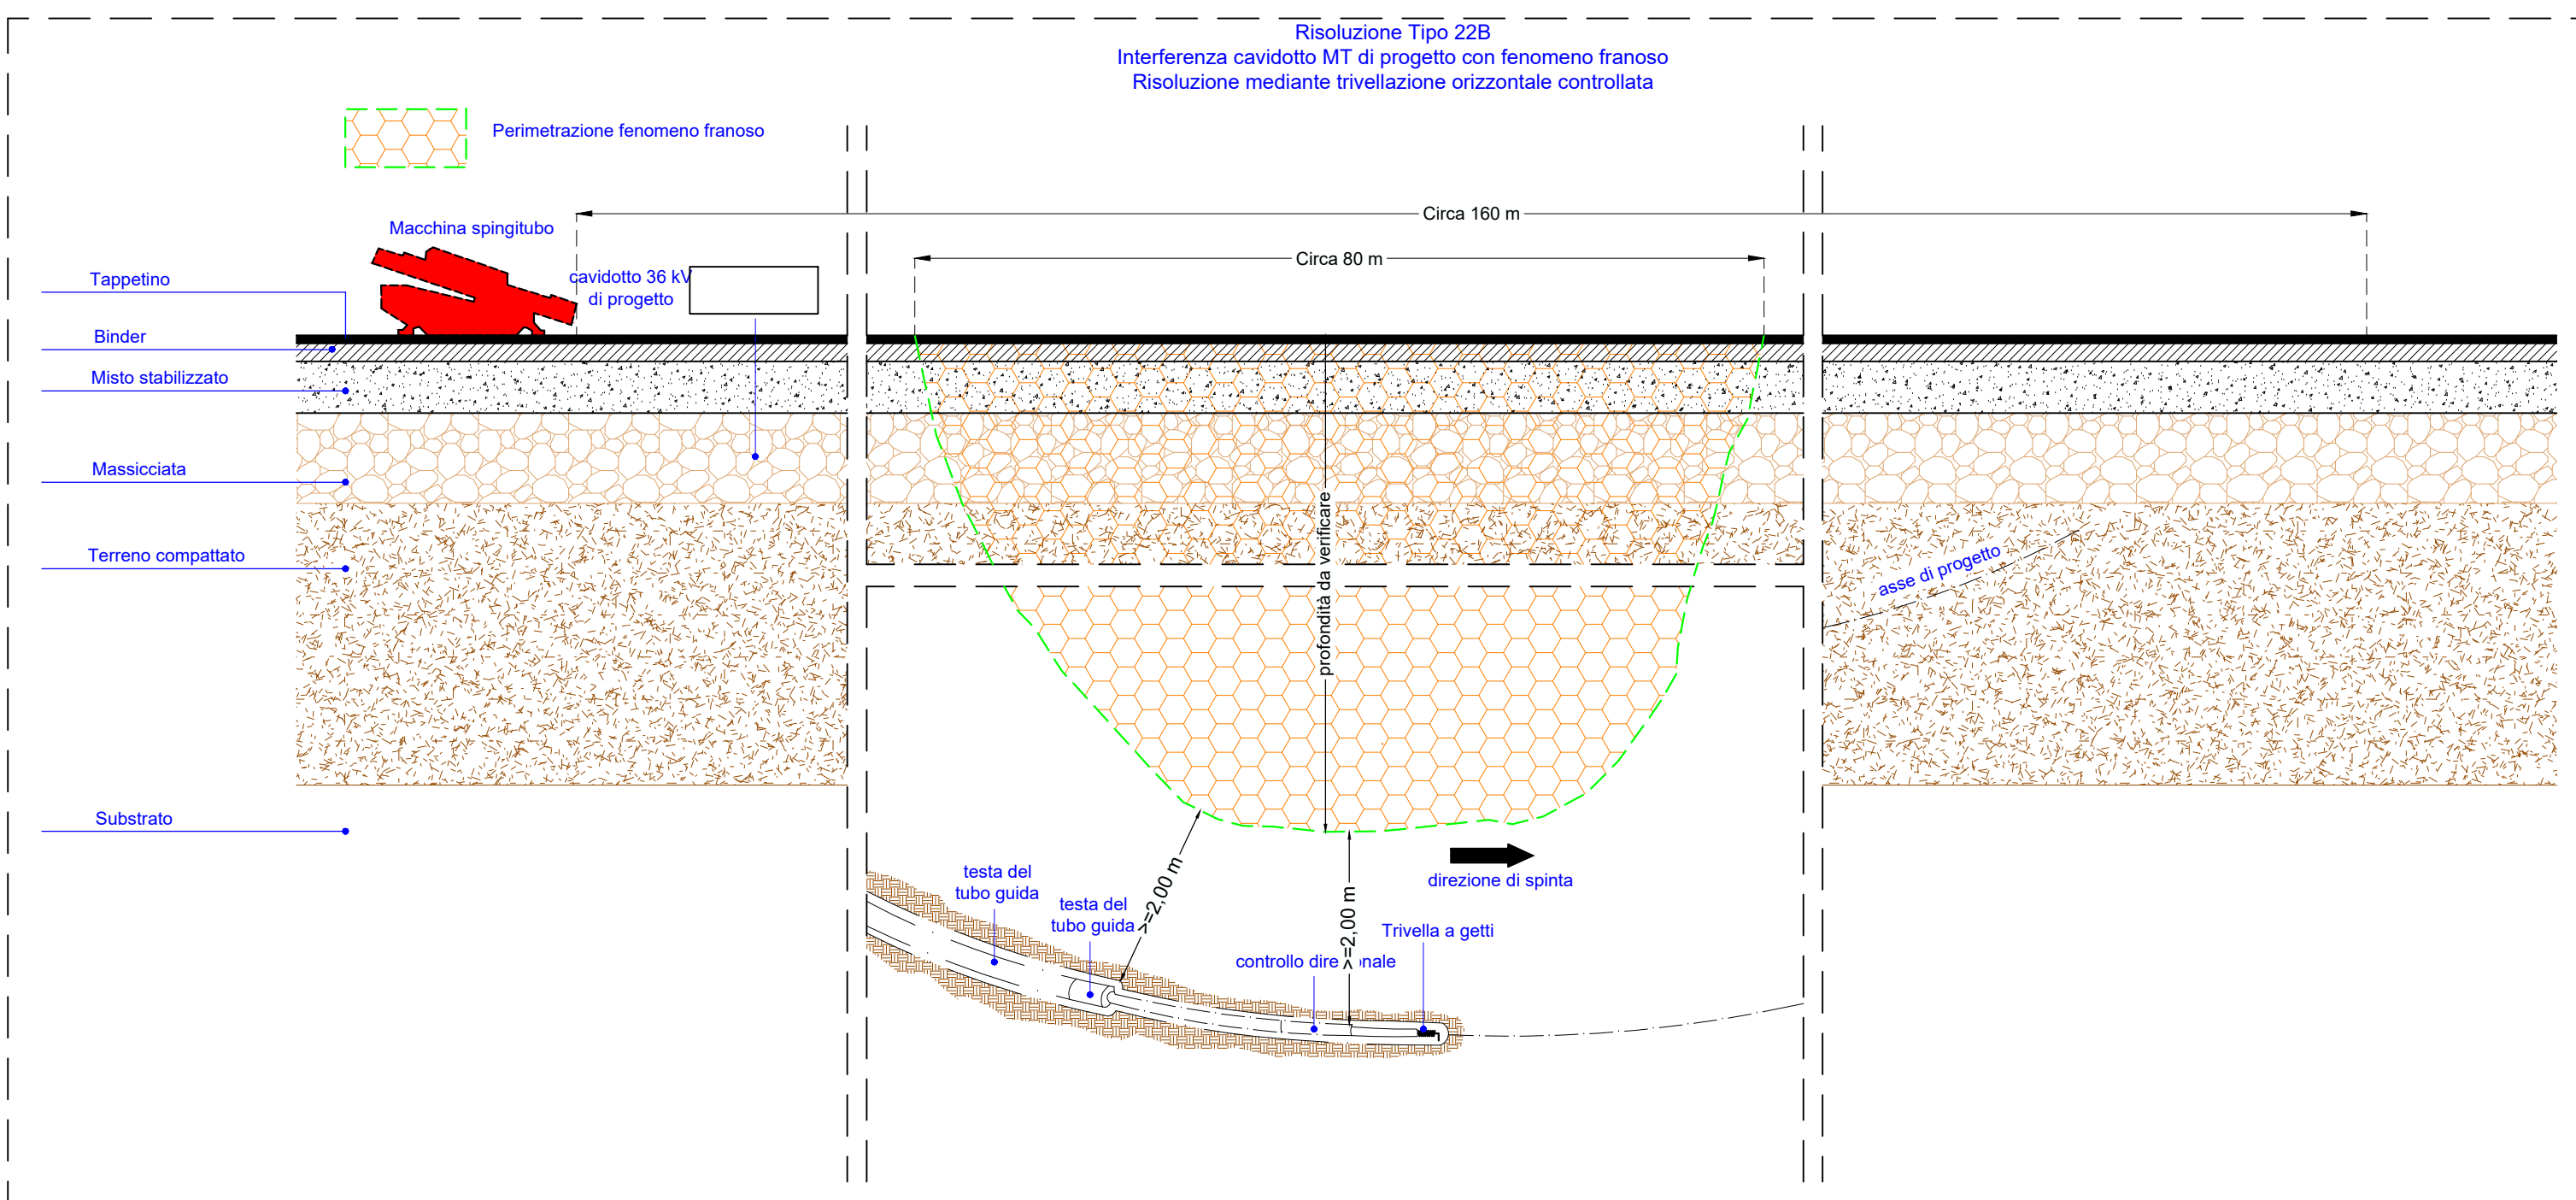 Risoluzione Tipo 22B
Interferenza cavidotto MT di progetto con fenomeno franoso
Risoluzione mediante trivellazione orizzontale controllata
Perimetrazione fenomeno franoso
Circa 160 m
Macchina spingitubo
Circa 80 m
cavidotto 36 kV
di progetto
Tappetino
Binder
Misto stabilizzato
Massicciata
Terreno compattato
Substrato
profondità da verificare
asse di progetto
testa del
tubo guida
testa del
tubo guida
>=2,00 m
>=2,00 m
direzione di spinta
Trivella a getti
controllo dire onale